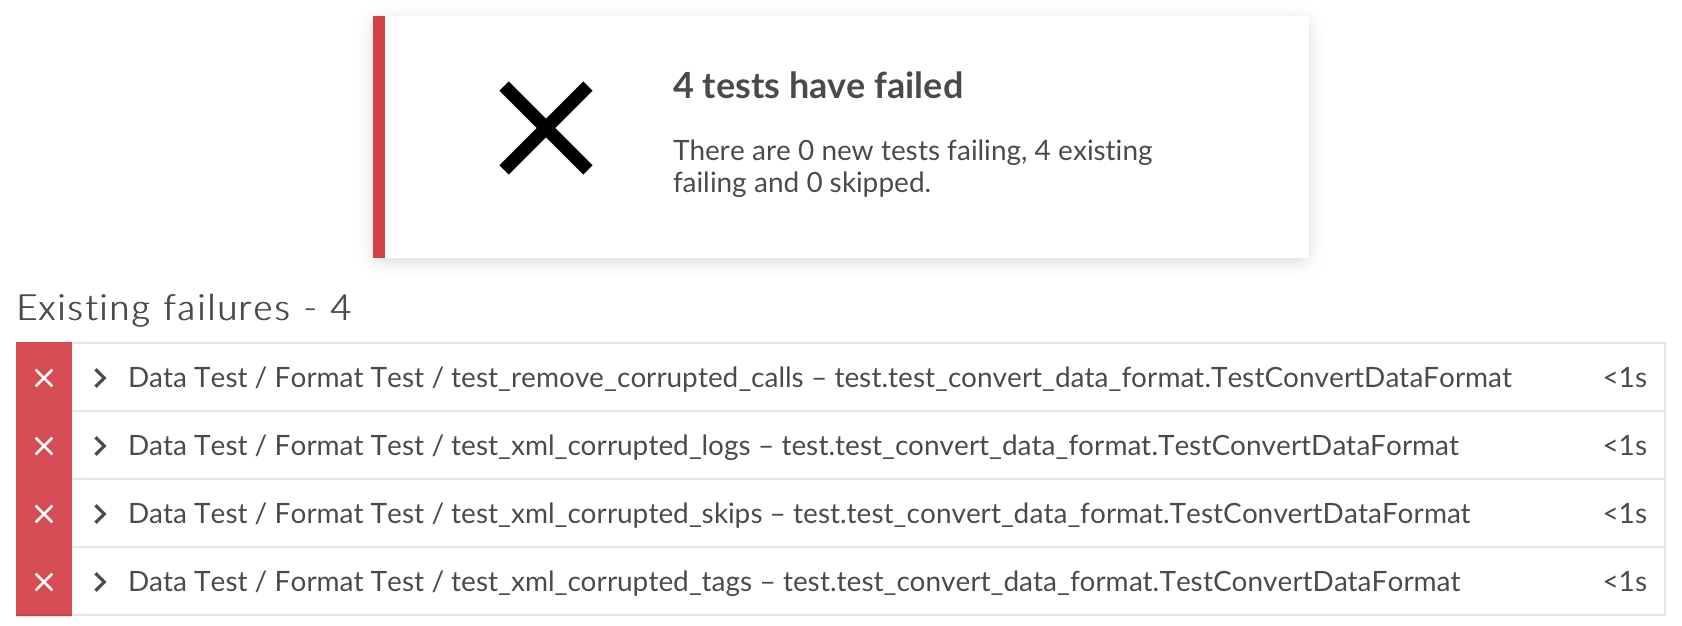 4 tests have failed
There are 0 new tests failing, 4 existing
failing and 0 skipped.
Existing failures - 4
Data Test / Format Test / test_remove_corrupted_calls – test.test_convert_data_format.TestConvertDataFormat <1s
Data Test / Format Test / test_xml_corrupted_logs – test.test_convert_data_format.TestConvertDataFormat <1s
Data Test / Format Test / test_xml_corrupted_skips – test.test_convert_data_format.TestConvertDataFormat <1s
Data Test / Format Test / test_xml_corrupted_tags – test.test_convert_data_format.TestConvertDataFormat <1s